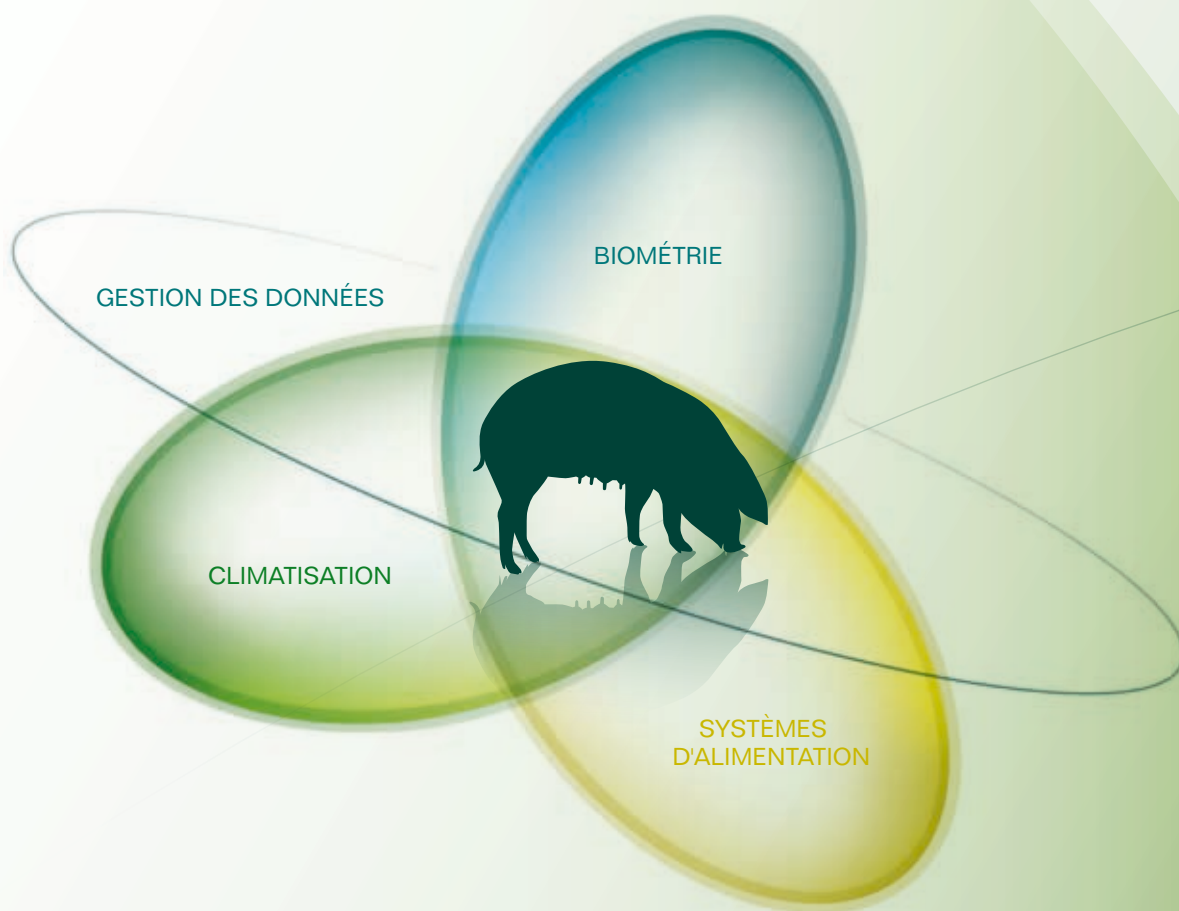 BIOMÉTRIE
GESTION DES DONNÉES
CLIMATISATION
SYSTÈMES
D'ALIMENTATION